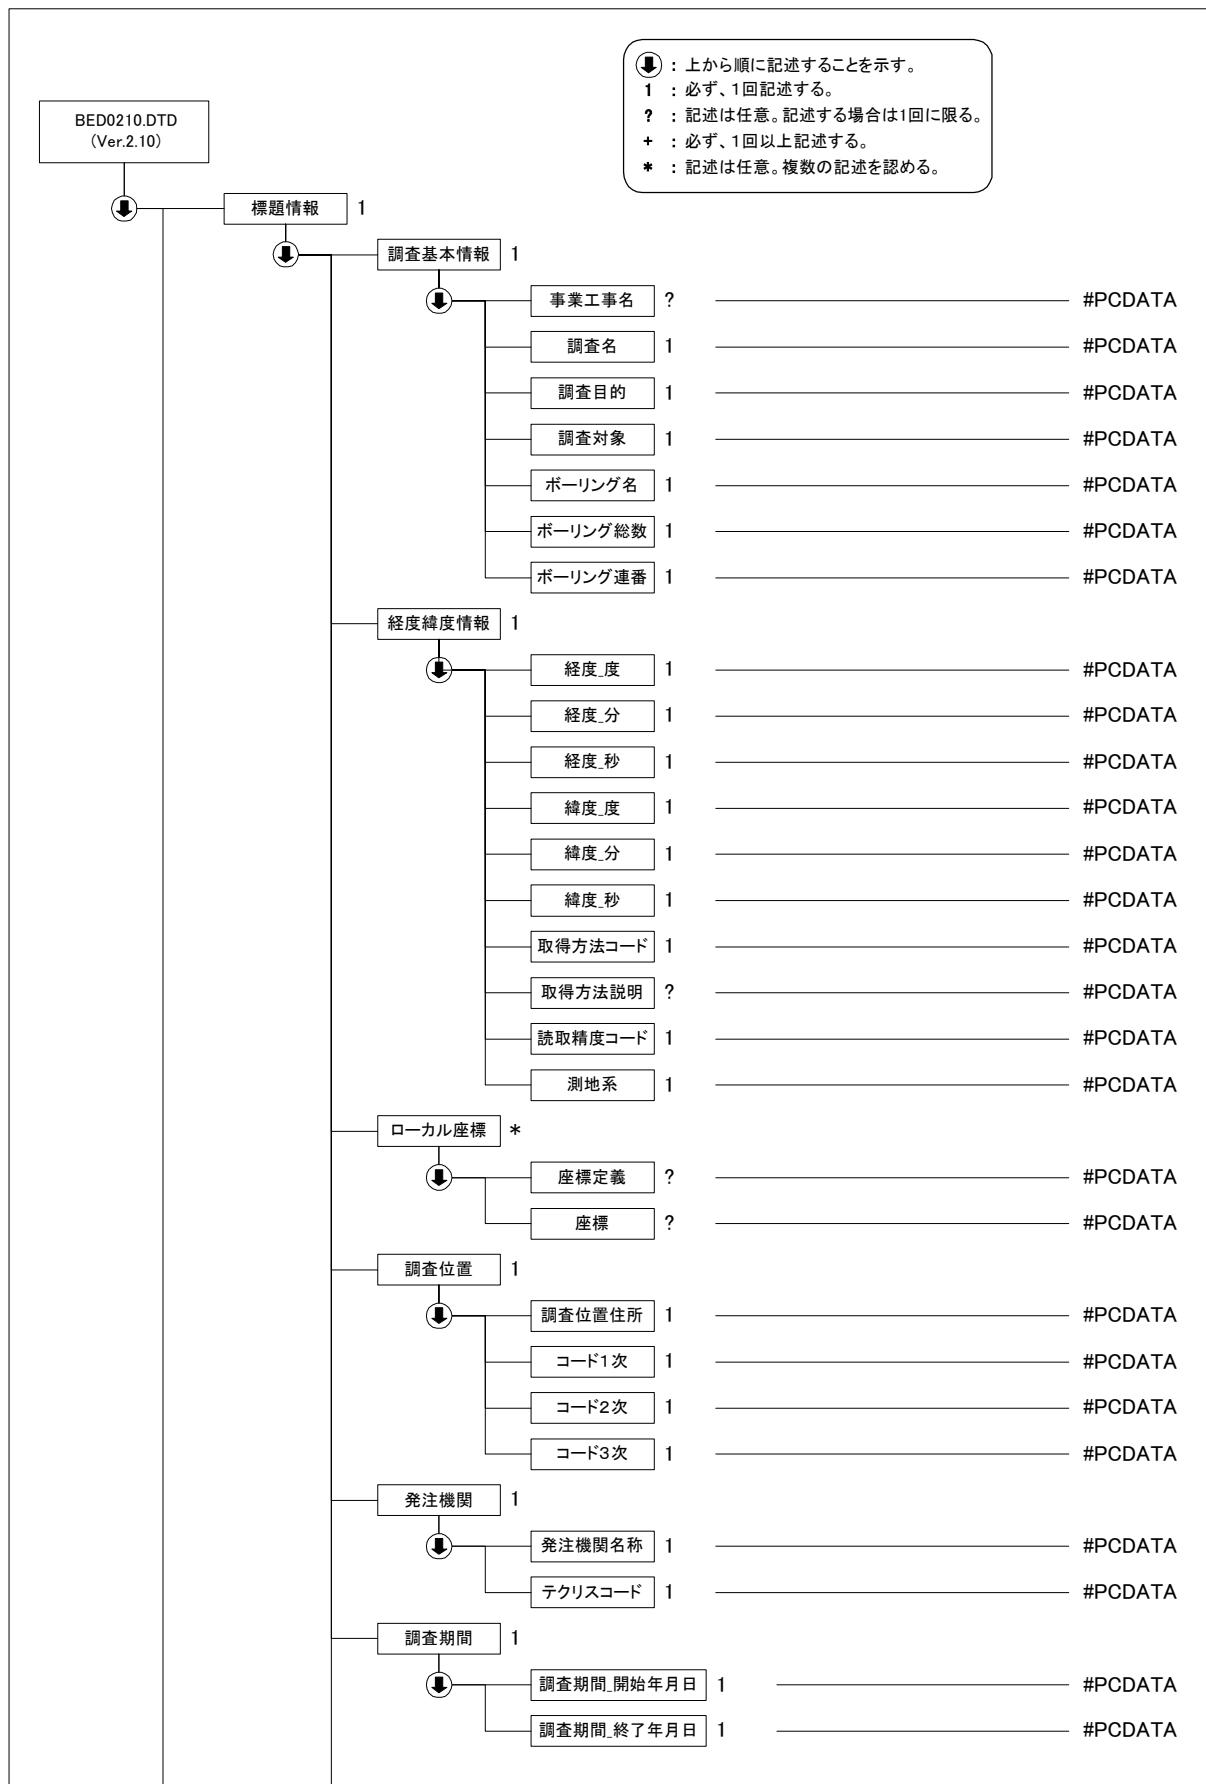 : 上から順に記述することを示す。
1 : 必ず、1回記述する。
? : 記述は任意。記述する場合は1回に限る。
+ : 必ず、1回以上記述する。
* : 記述は任意。複数の記述を認める。
BED0210.DTD
(Ver.2.10)
標題情報 1
調査基本情報 1
事業工事名 ? #PCDATA
調査名 1 #PCDATA
調査目的 1 #PCDATA
調査対象 1 #PCDATA
ボーリング名 1 #PCDATA
ボーリング総数 1 #PCDATA
ボーリング連番 1 #PCDATA
経度緯度情報 1
経度_度 1 #PCDATA
経度_分 1 #PCDATA
経度_秒 1 #PCDATA
緯度_度 1 #PCDATA
緯度_分 1 #PCDATA
緯度_秒 1 #PCDATA
取得方法コード 1 #PCDATA
取得方法説明 ? #PCDATA
読取精度コード 1 #PCDATA
測地系 1 #PCDATA
ローカル座標 *
座標定義 ? #PCDATA
座標 ? #PCDATA
調査位置 1
調査位置住所 1 #PCDATA
コード1次 1 #PCDATA
コード2次 1 #PCDATA
コード3次 1 #PCDATA
発注機関 1
発注機関名称 1 #PCDATA
テクリスコード 1 #PCDATA
調査期間 1
調査期間_開始年月日 1 #PCDATA
調査期間_終了年月日 1 #PCDATA